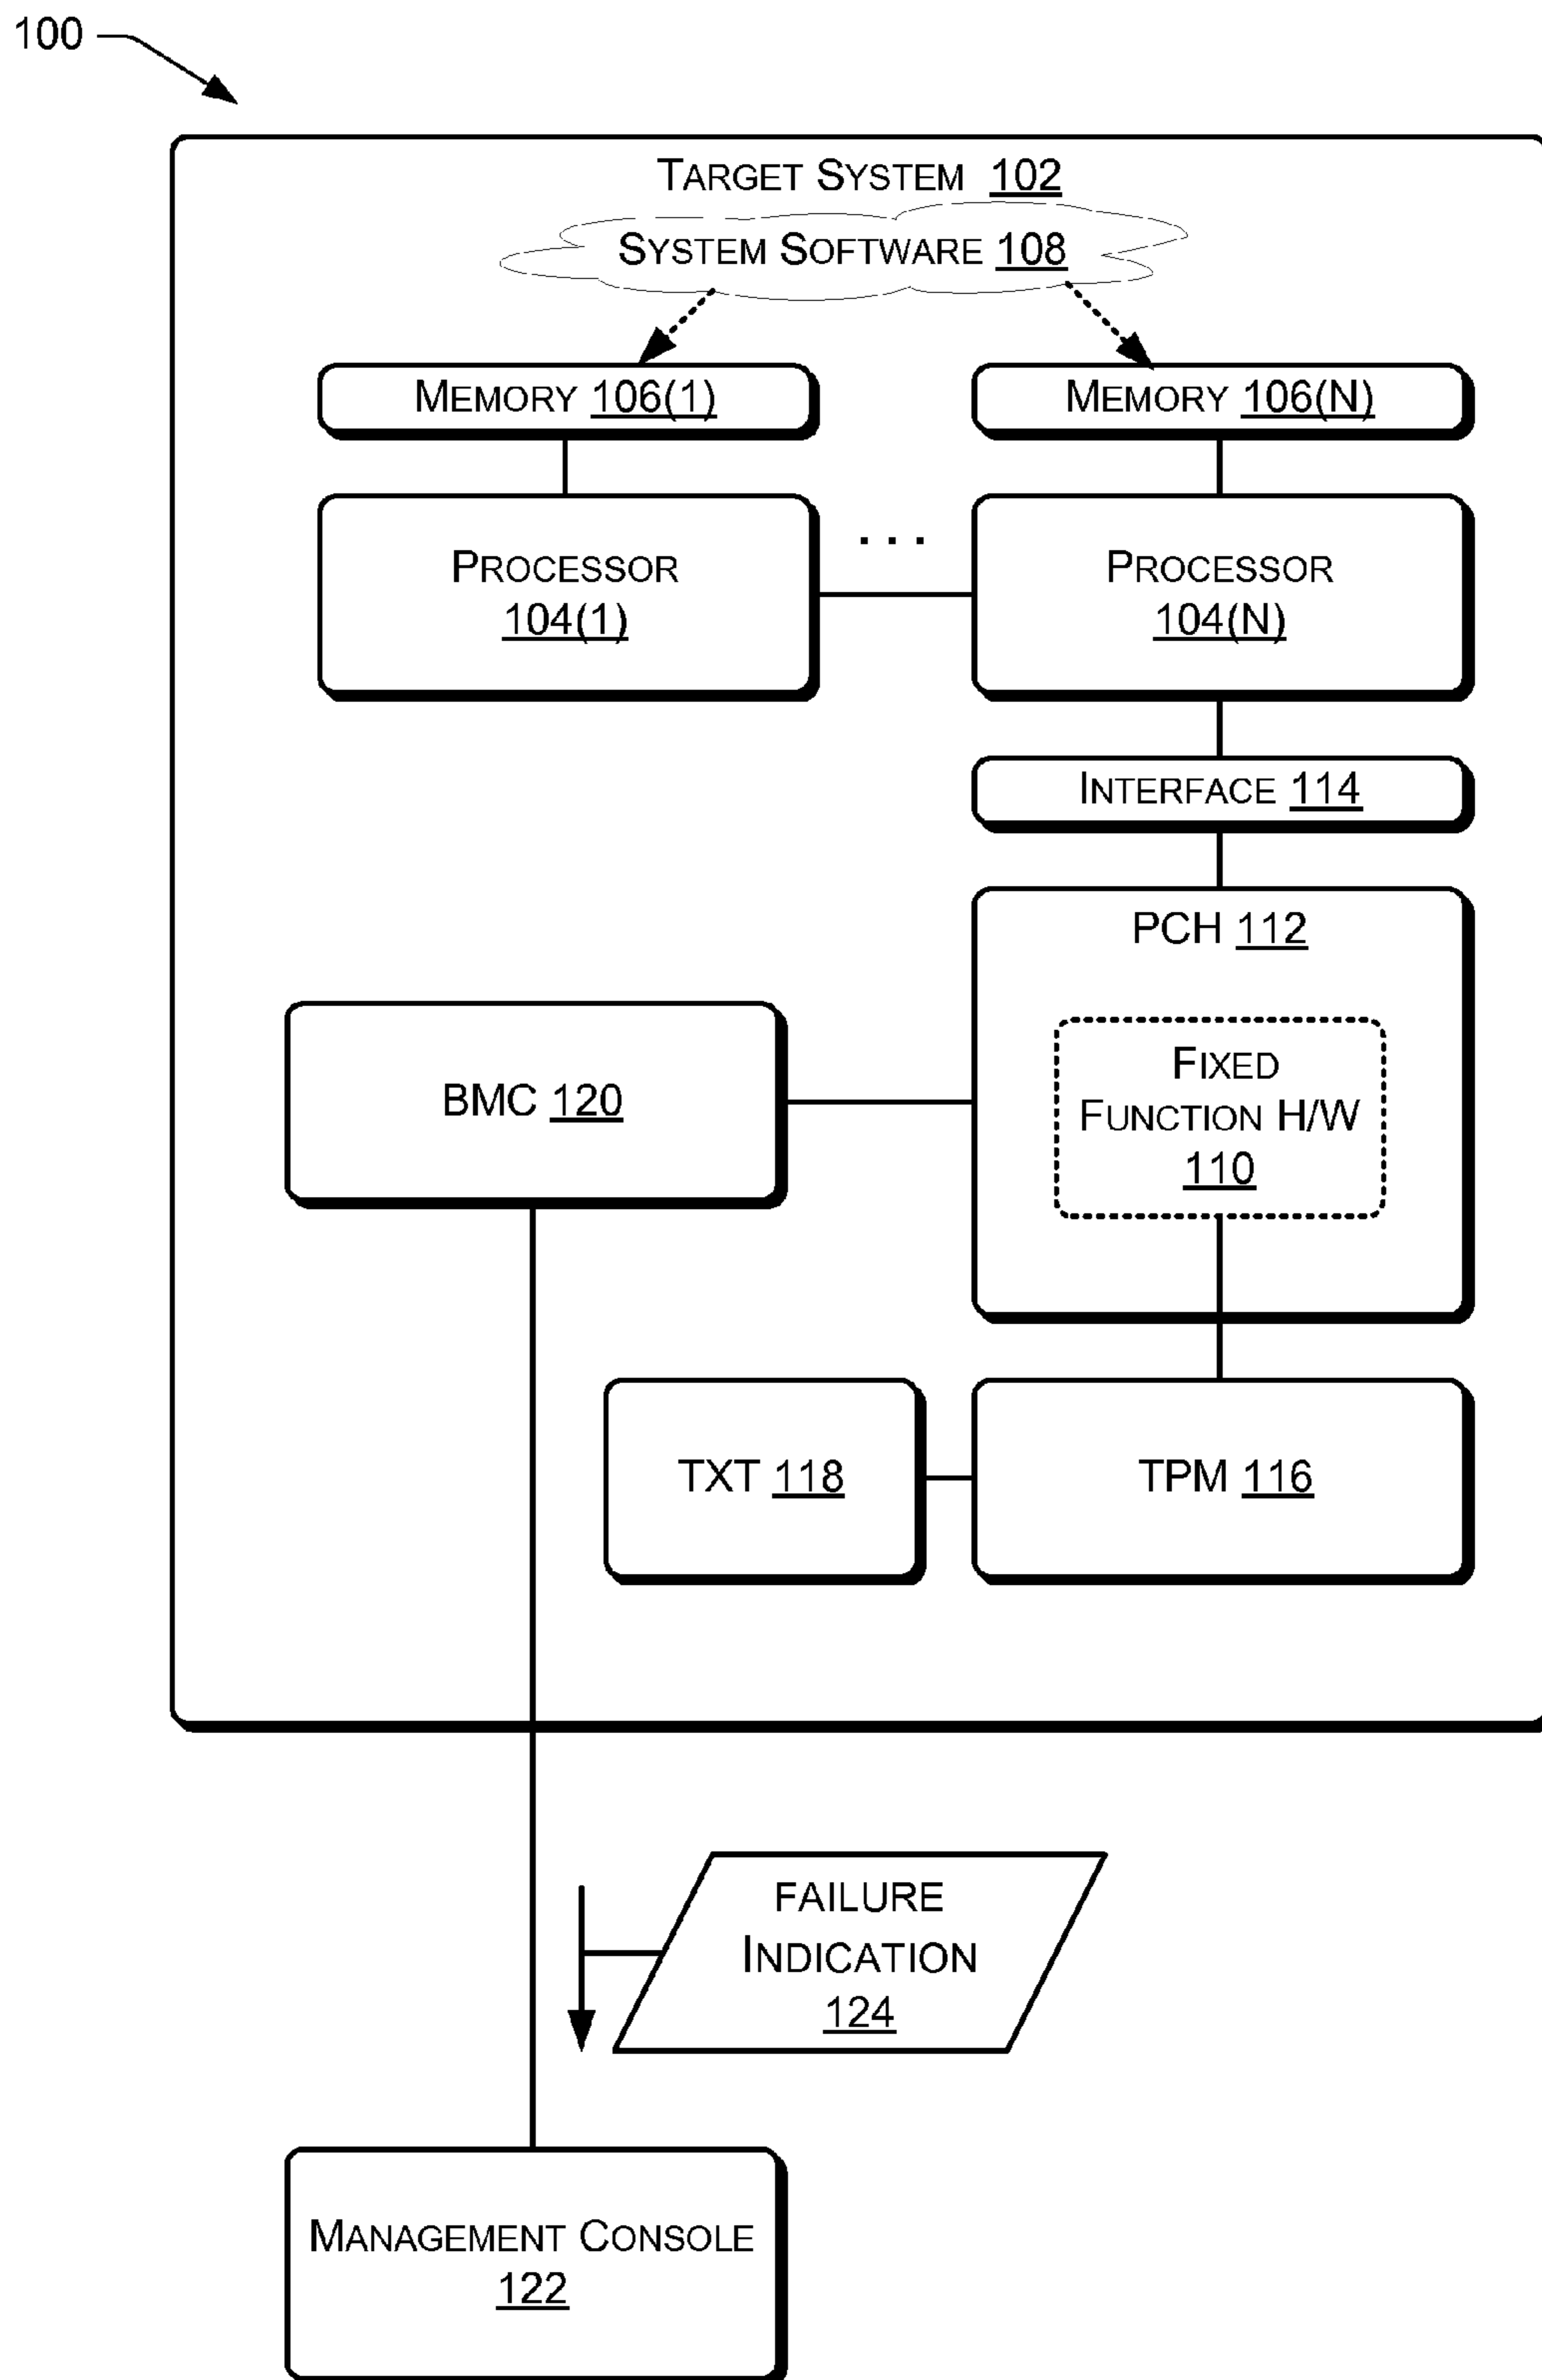 100
TARGET SYSTEM 102
SYSTEM SOFTWARE 108
MEMORY 106(1)
MEMORY 106(N)
PROCESSOR
104(1)
. . .
PROCESSOR
104(N)
INTERFACE 114
PCH 112
FIXED
FUNCTION H/W
110
BMC 120
TXT 118
TPM 116
FAILURE
INDICATION
124
MANAGEMENT CONSOLE
122